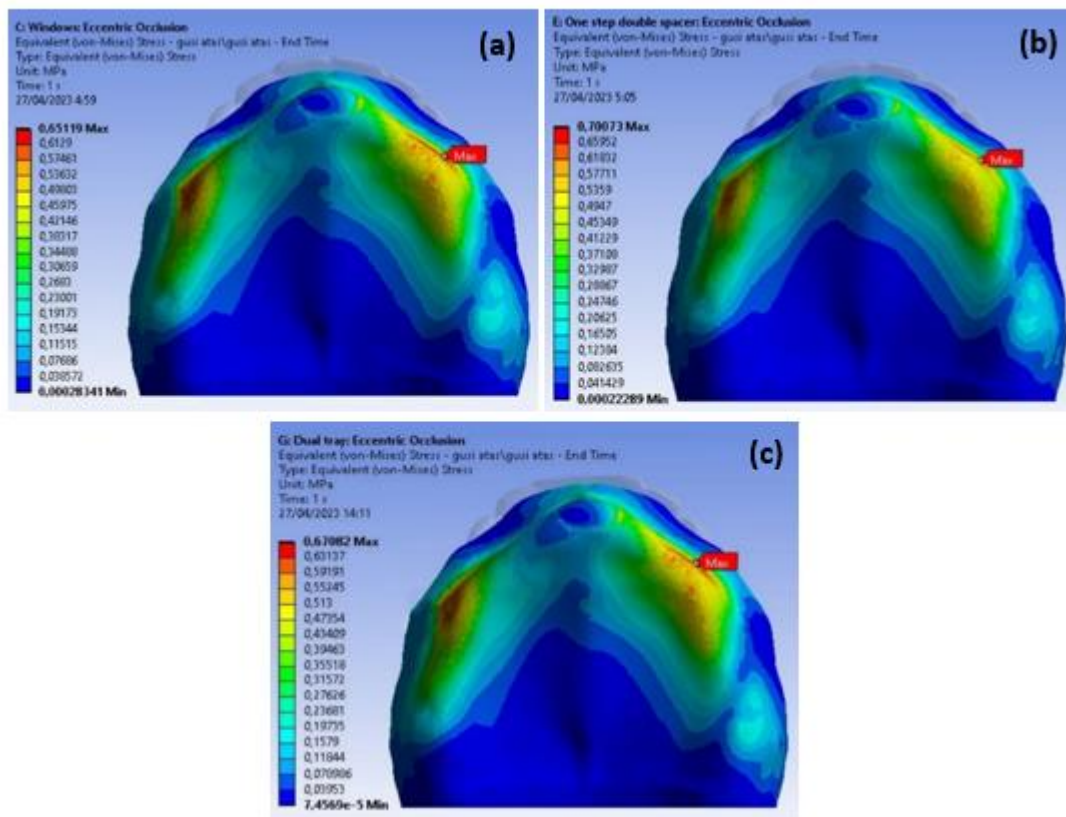 C: Windows: Eccentric Occlusion
Equivalent (von-Mises) Stress - gusi atas\gusi atas - End Time
Type: Equivalent (von-Mises) Stress
Unit: MPa
Time: 1 s
27/04/2023 4:59
(a)
0,65119 Max
0,6129
0,57461
0,53632
0,49803
0,45975
0,42146
0,38317
0,34488
0,30659
0,2683
0,23001
0,19173
0,15344
0,11515
0,07686
0,038572
0,00028341 Min
Max
E: One step double spacer: Eccentric Occlusion
Equivalent (von-Mises) Stress - gusi atas\gusi atas - End Time
Type: Equivalent (von-Mises) Stress
Unit: MPa
Time: 1 s
27/04/2023 5:05
(b)
0,70073 Max
0,65952
0,61832
0,57711
0,5359
0,4947
0,45349
0,41229
0,37108
0,32987
0,28867
0,24746
0,20625
0,16505
0,12384
0,082635
0,041429
0,00022289 Min
Max
G: Dual tray: Eccentric Occlusion
Equivalent (von-Mises) Stress - gusi atas\gusi atas - End Time
Type: Equivalent (von-Mises) Stress
Unit: MPa
Time: 1 s
27/04/2023 14:11
(c)
0,67082 Max
0,63137
0,59191
0,55245
0,513
0,47354
0,43409
0,39463
0,35518
0,31572
0,27626
0,23681
0,19735
0,1579
0,11844
0,078986
0,03953
7,4569e-5 Min
Max